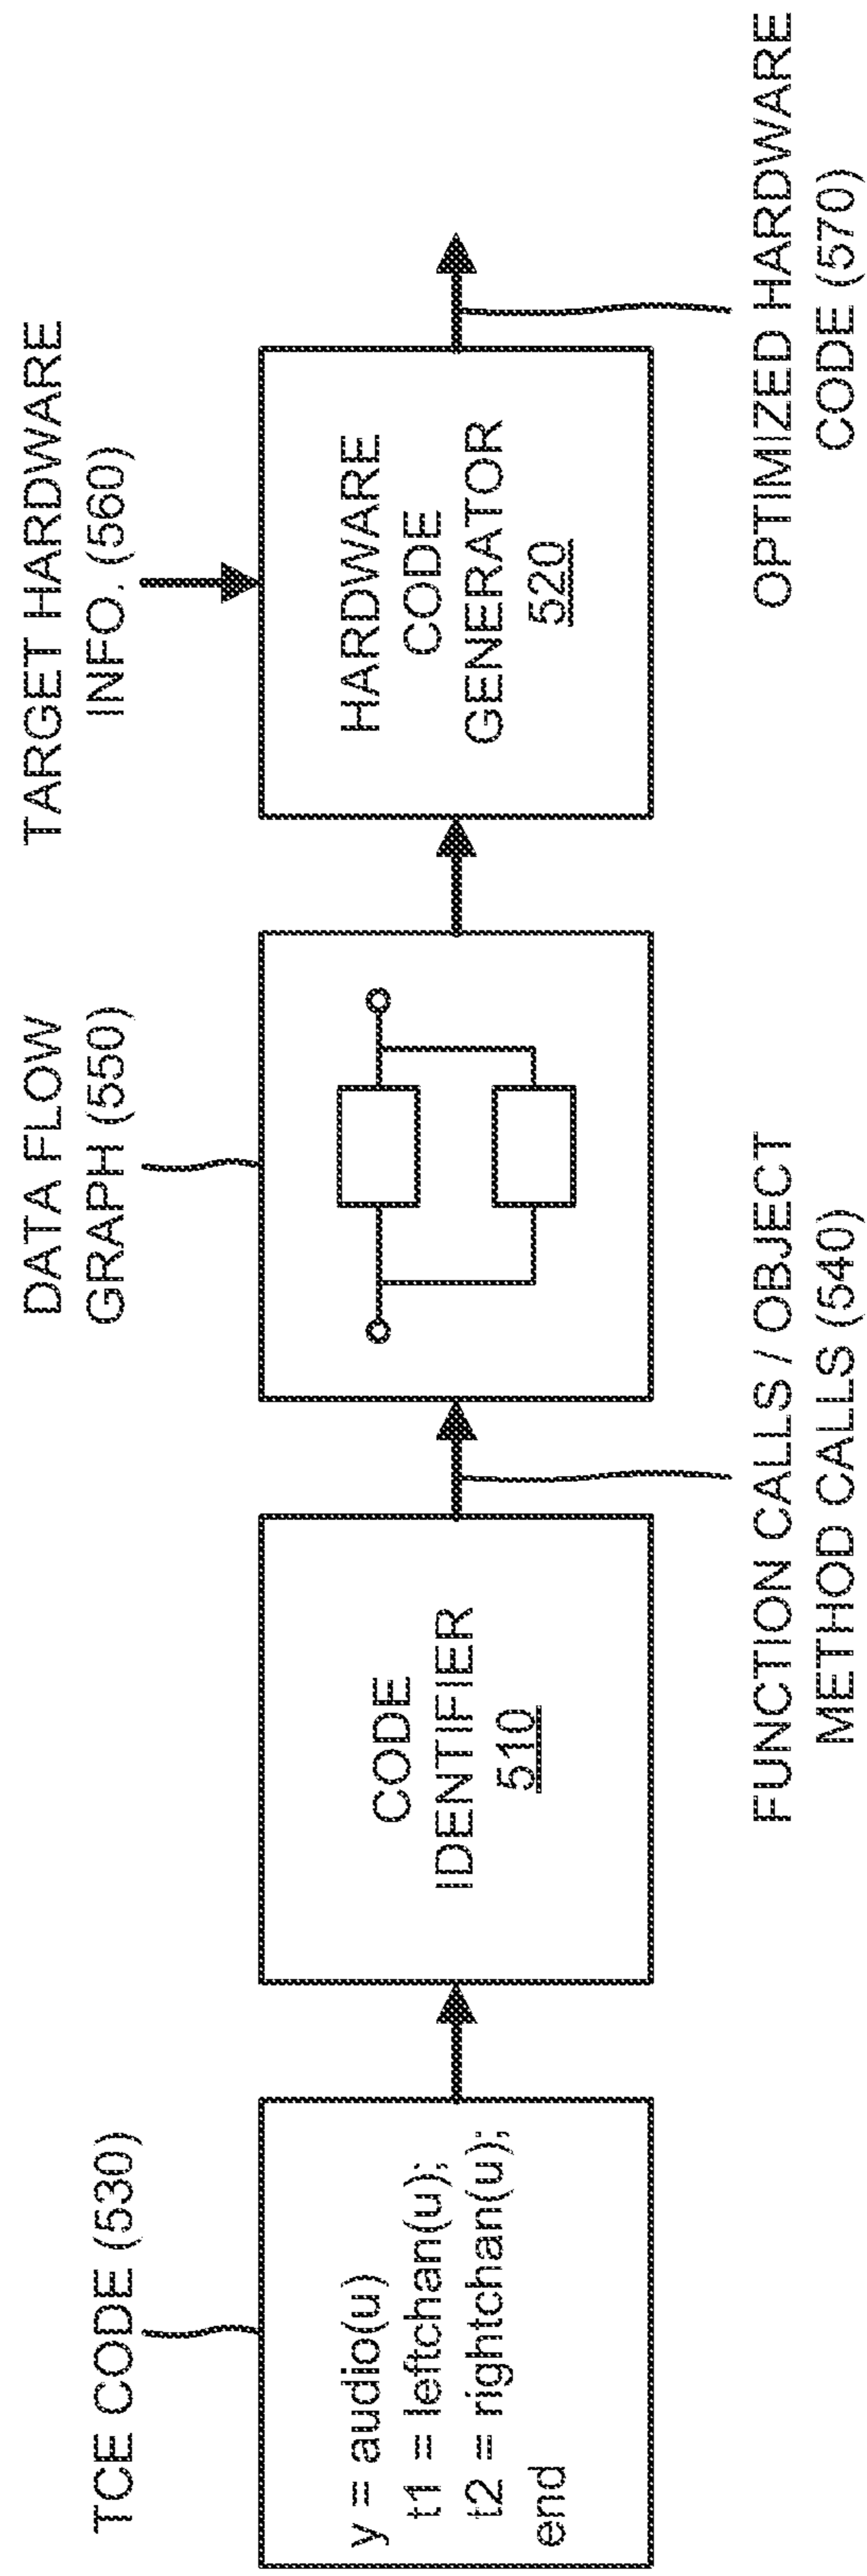 TCE CODE (530)
y = audio(u)
t1 = leftchan(u);
t2 = rightchan(u);
end
CODE
IDENTIFIER
510
FUNCTION CALLS / OBJECT
METHOD CALLS (540)
DATA FLOW
GRAPH (550)
TARGET HARDWARE
INFO. (560)
HARDWARE
CODE
GENERATOR
520
OPTIMIZED HARDWARE
CODE (570)